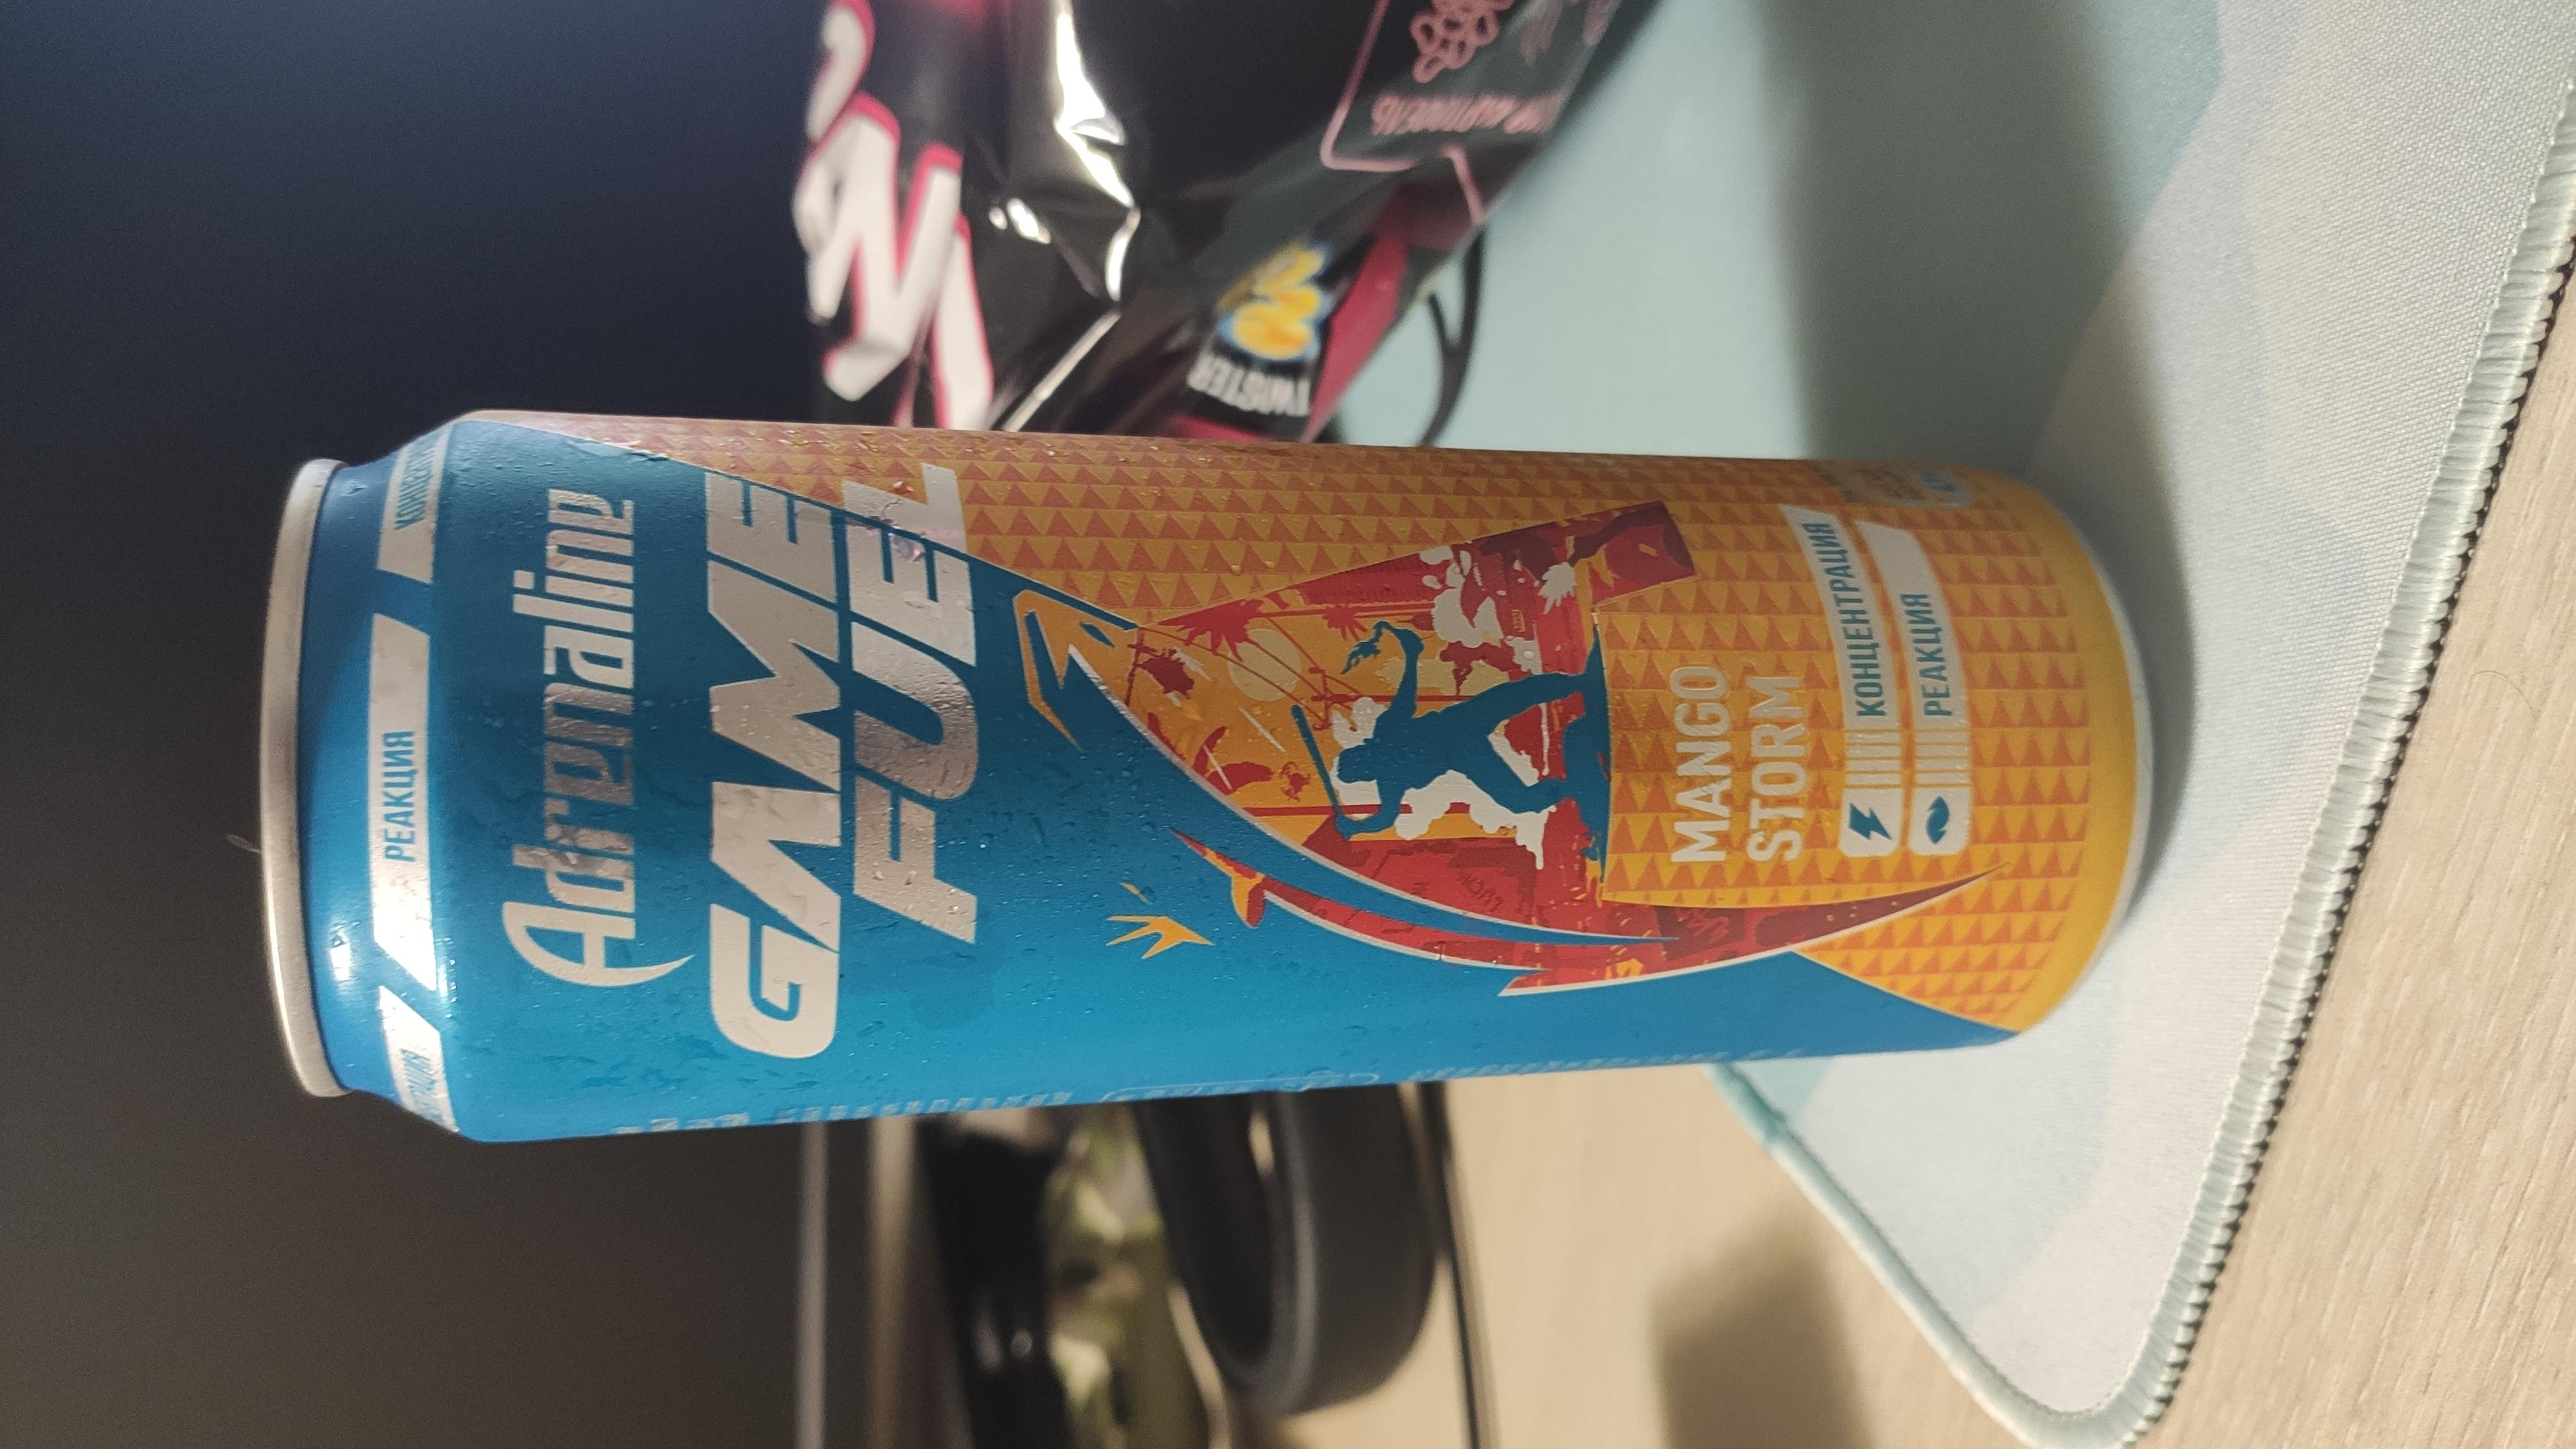 РЕАКЦИЯ
Adrenaline
GAME
FUEL
MANGO
STORM
КОНЦЕНТРАЦИЯ
РЕАКЦИЯ
TWISTER